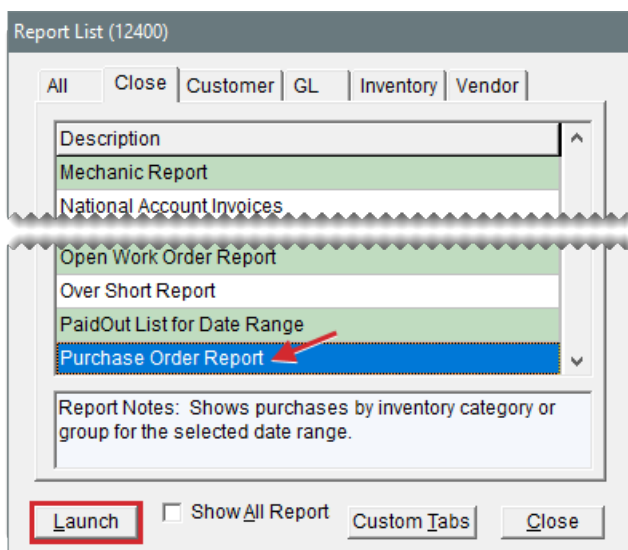 Report List (12400)
All Close Customer GL Inventory Vendor
Description
Mechanic Report
National Account Invoices
Open Work Order Report
Over Short Report
PaidOut List for Date Range
Purchase Order Report
Report Notes: Shows purchases by inventory category or
group for the selected date range.
Launch Show All Report Custom Tabs Close